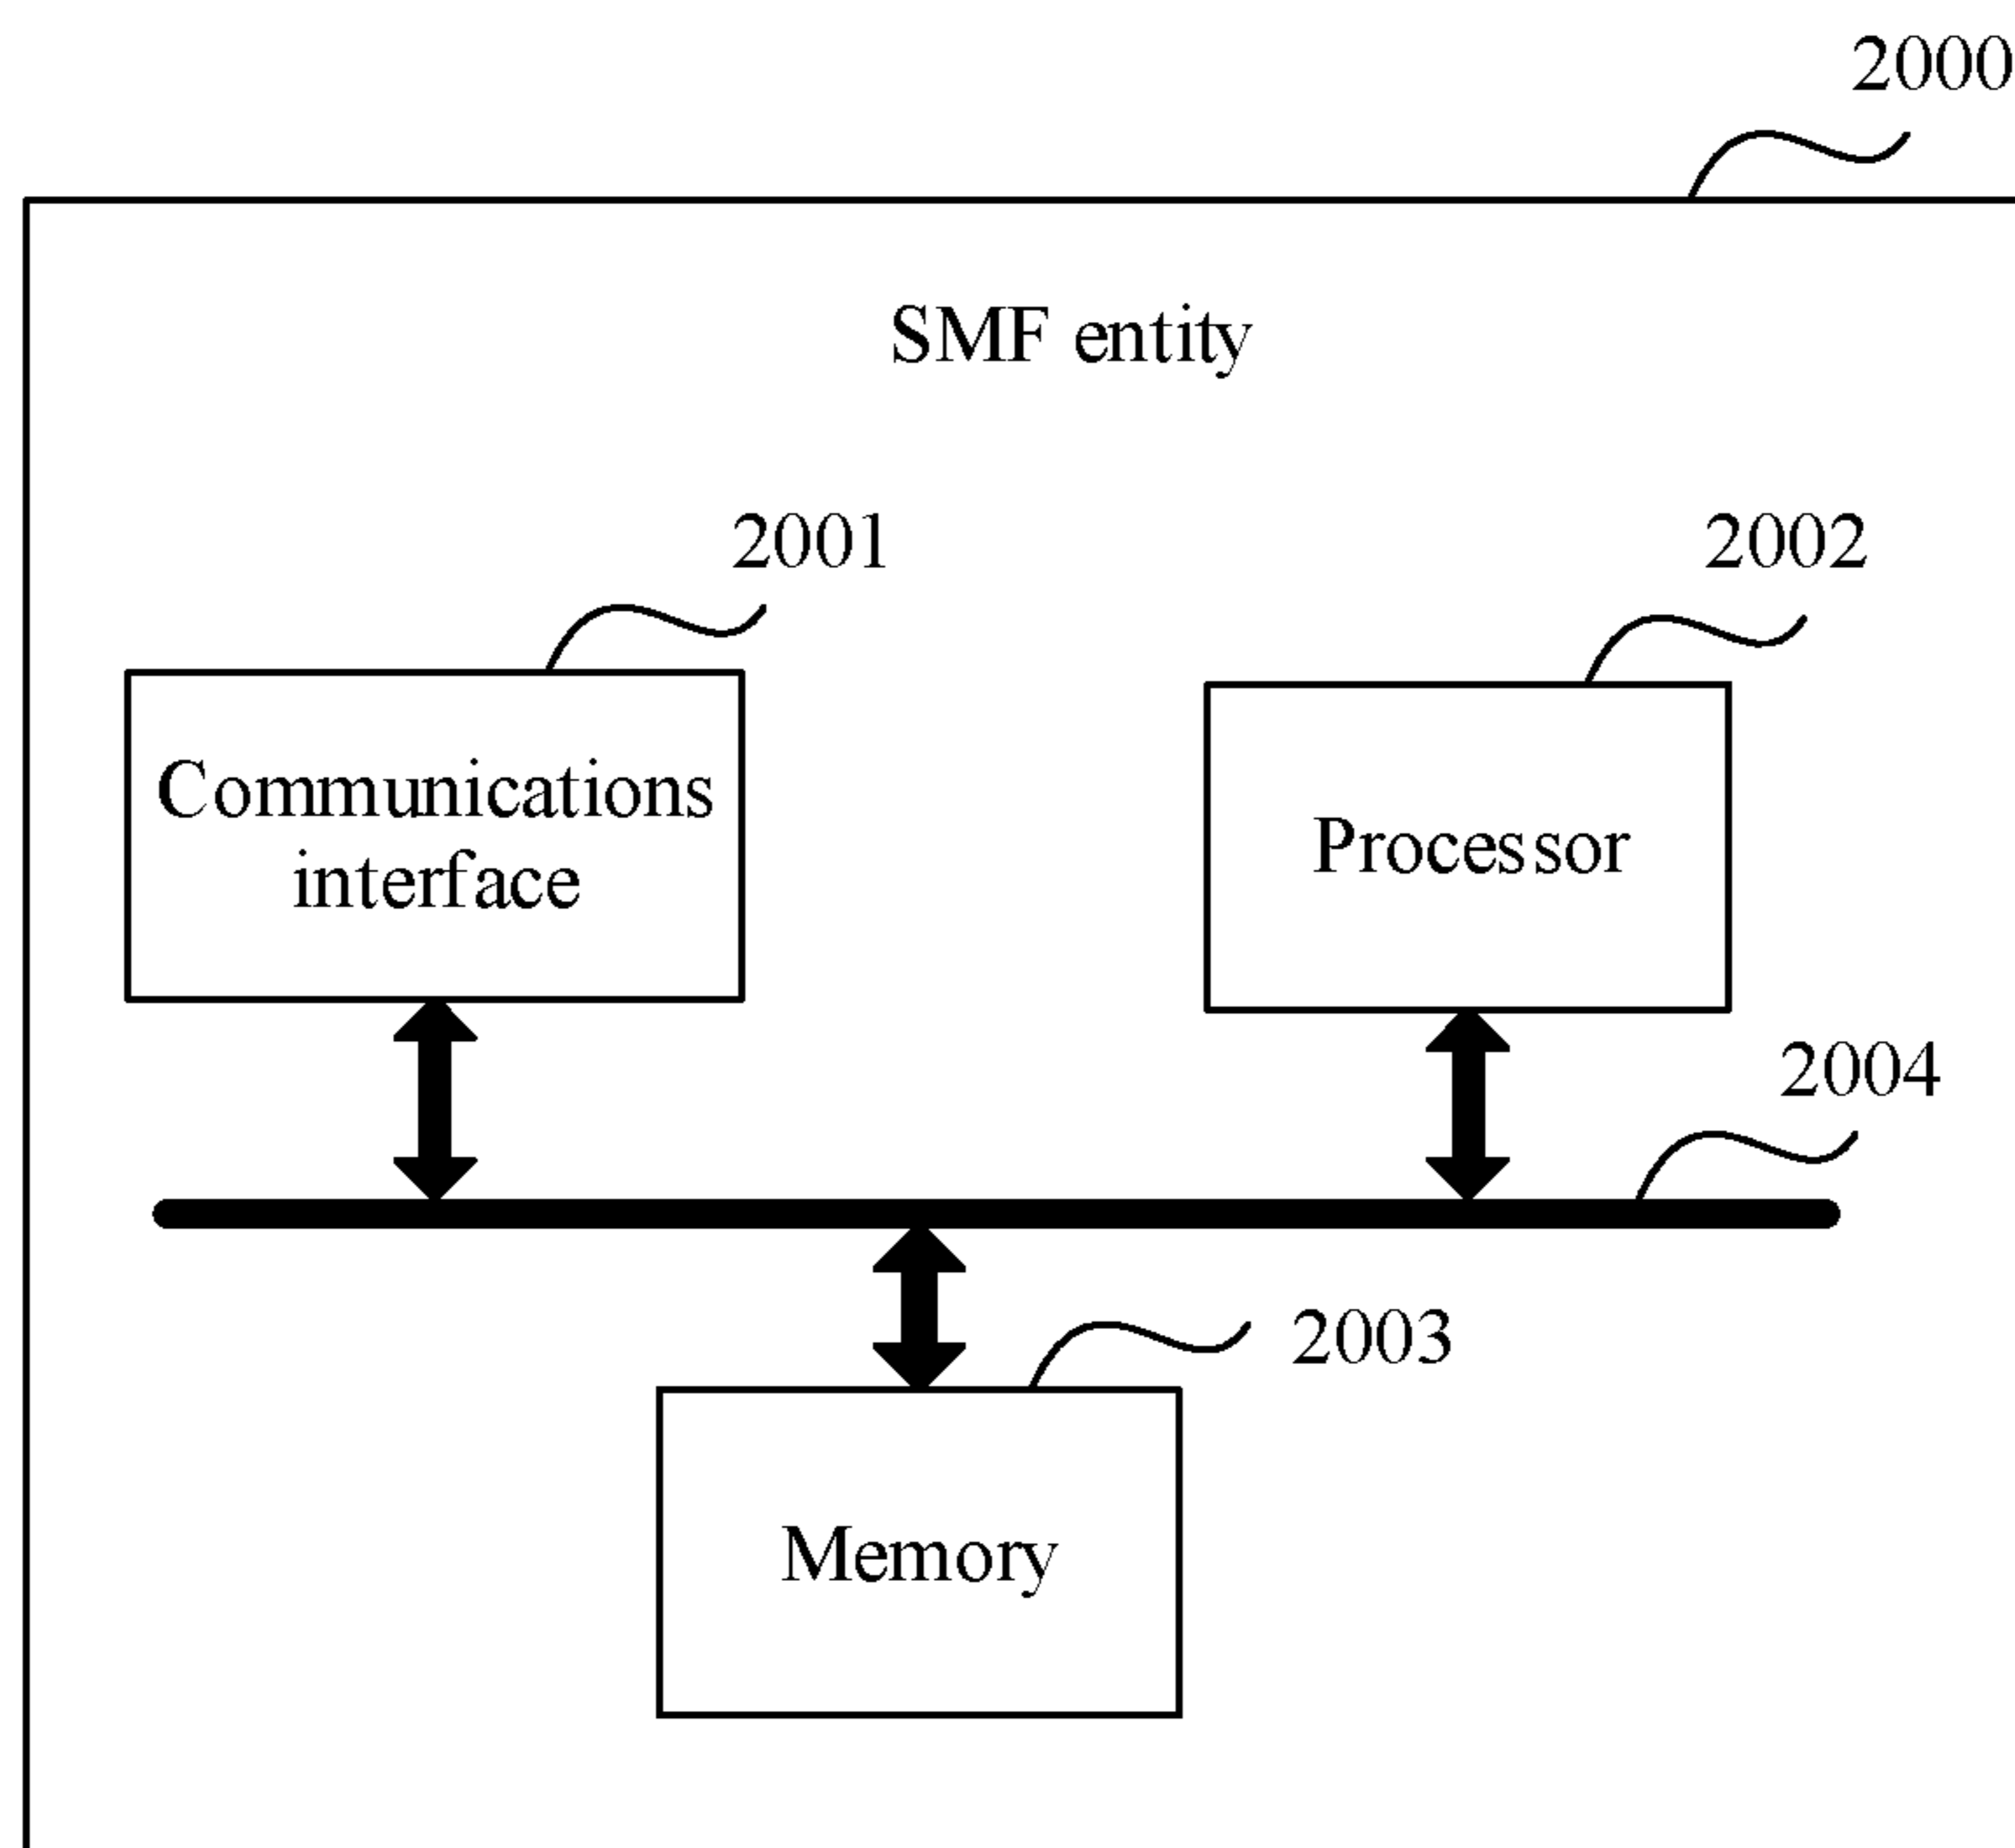 2000
SMF entity
2001
2002
Communications
interface
Processor
2004
2003
Memory